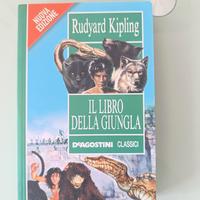 NUOVA
EDIZIONE
Rudyard Kipling
IL LIBRO
DELLA GIUNGLA
DEAGOSTINI CLASSICI